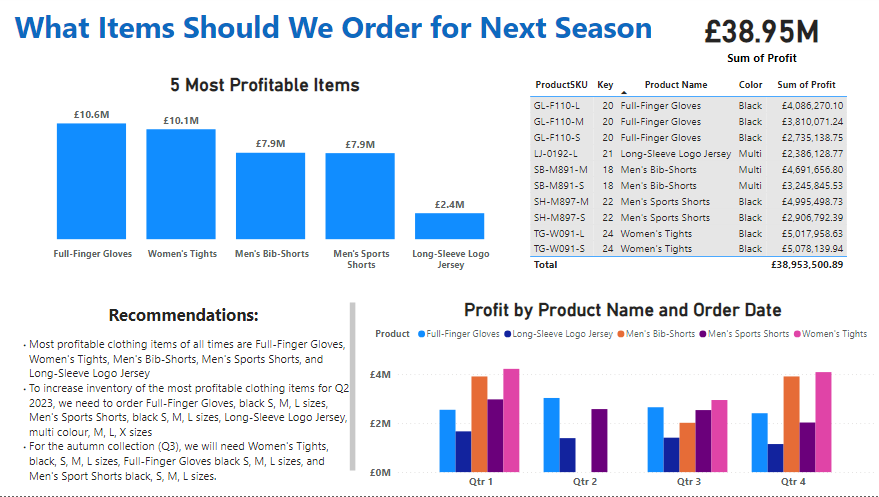 What Items Should We Order for Next Season
£38.95M
Sum of Profit
5 Most Profitable Items
£10.6M
£10.1M
£7.9M
£7.9M
£2.4M
Full-Finger Gloves
Women's Tights
Men's Bib-Shorts
Men's Sports
Shorts
Long-Sleeve Logo
Jersey
ProductSKU Key Product Name Color Sum of Profit
GL-F110-L 20 Full-Finger Gloves Black £4,086,270.10
GL-F110-M 20 Full-Finger Gloves Black £3,810,071.24
GL-F110-S 20 Full-Finger Gloves Black £2,735,138.75
LJ-0192-L 21 Long-Sleeve Logo Jersey Multi £2,386,128.77
SB-M891-M 18 Men's Bib-Shorts Multi £4,691,656.80
SB-M891-S 18 Men's Bib-Shorts Multi £3,245,845.53
SH-M897-M 22 Men's Sports Shorts Black £4,995,498.73
SH-M897-S 22 Men's Sports Shorts Black £2,906,792.39
TG-W091-L 24 Women's Tights Black £5,017,958.63
TG-W091-S 24 Women's Tights Black £5,078,139.94
Total £38,953,500.89
Recommendations:
· Most profitable clothing items of all times are Full-Finger Gloves,
Women's Tights, Men's Bib-Shorts, Men's Sports Shorts, and
Long-Sleeve Logo Jersey
· To increase inventory of the most profitable clothing items for Q2
2023, we need to order Full-Finger Gloves, black S, M, L sizes,
Men's Sports Shorts, black S, M, L sizes, Long-Sleeve Logo Jersey,
multi colour, M, L, X sizes
· For the autumn collection (Q3), we will need Women's Tights,
black, S, M, L sizes, Full-Finger Gloves black S, M, L sizes, and
Men's Sport Shorts black, S, M, L sizes.
Profit by Product Name and Order Date
Product Full-Finger Gloves Long-Sleeve Logo Jersey Men's Bib-Shorts Men's Sports Shorts Women's Tights
£4M
£2M
£0M
Qtr 1 Qtr 2 Qtr 3 Qtr 4